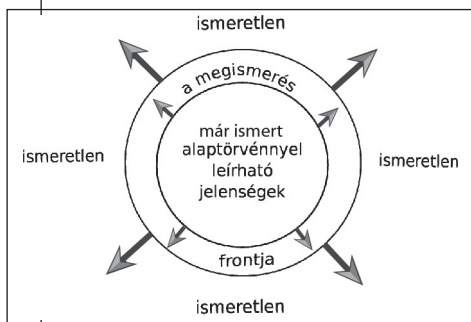 ismeretlen
a megismerés
már ismert
alaptörvénnyel
leírható
jelenségek
ismeretlen
ismeretlen
frontja
ismeretlen